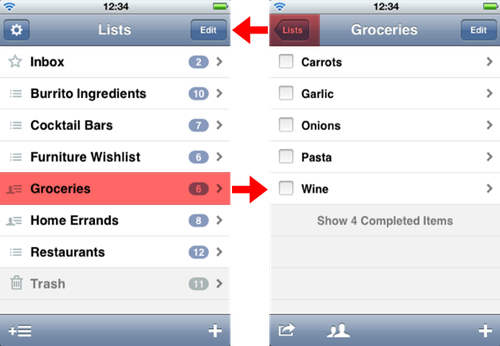 12:34
Lists
Edit
Inbox 2
Burrito Ingredients 10
Cocktail Bars 7
Furniture Wishlist 6
Groceries 6
Home Errands 8
Restaurants 12
Trash 11
12:34
Lists
Groceries
Edit
Carrots
Garlic
Onions
Pasta
Wine
Show 4 Completed Items